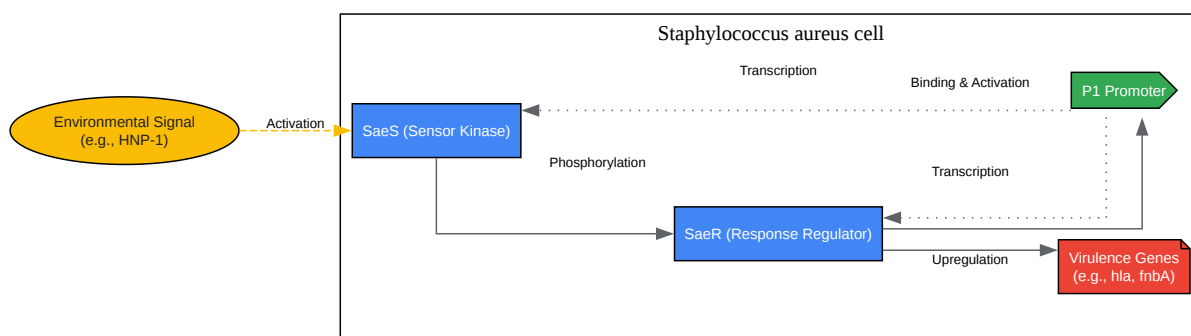 Staphylococcus aureus cell
Transcription
Binding & Activation
P1 Promoter
Environmental Signal
(e.g., HNP-1)
Activation
SaeS (Sensor Kinase)
Phosphorylation
Transcription
SaeR (Response Regulator)
Upregulation
Virulence Genes
(e.g., hla, fnbA)